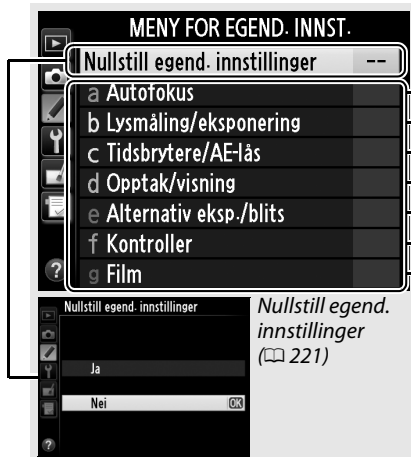 MENY FOR EGEND. INNST.
Nullstill egend. innstillinger --
a Autofokus
b Lysmåling/eksponering
c Tidsbrytere/AE-lås
d Opptak/visning
e Alternativ eksp./blits
f Kontroller
g Film
?
Nullstill egend. innstillinger
Ja
Nei OK
?
Nullstill egend.
innstillinger
(📖 221)